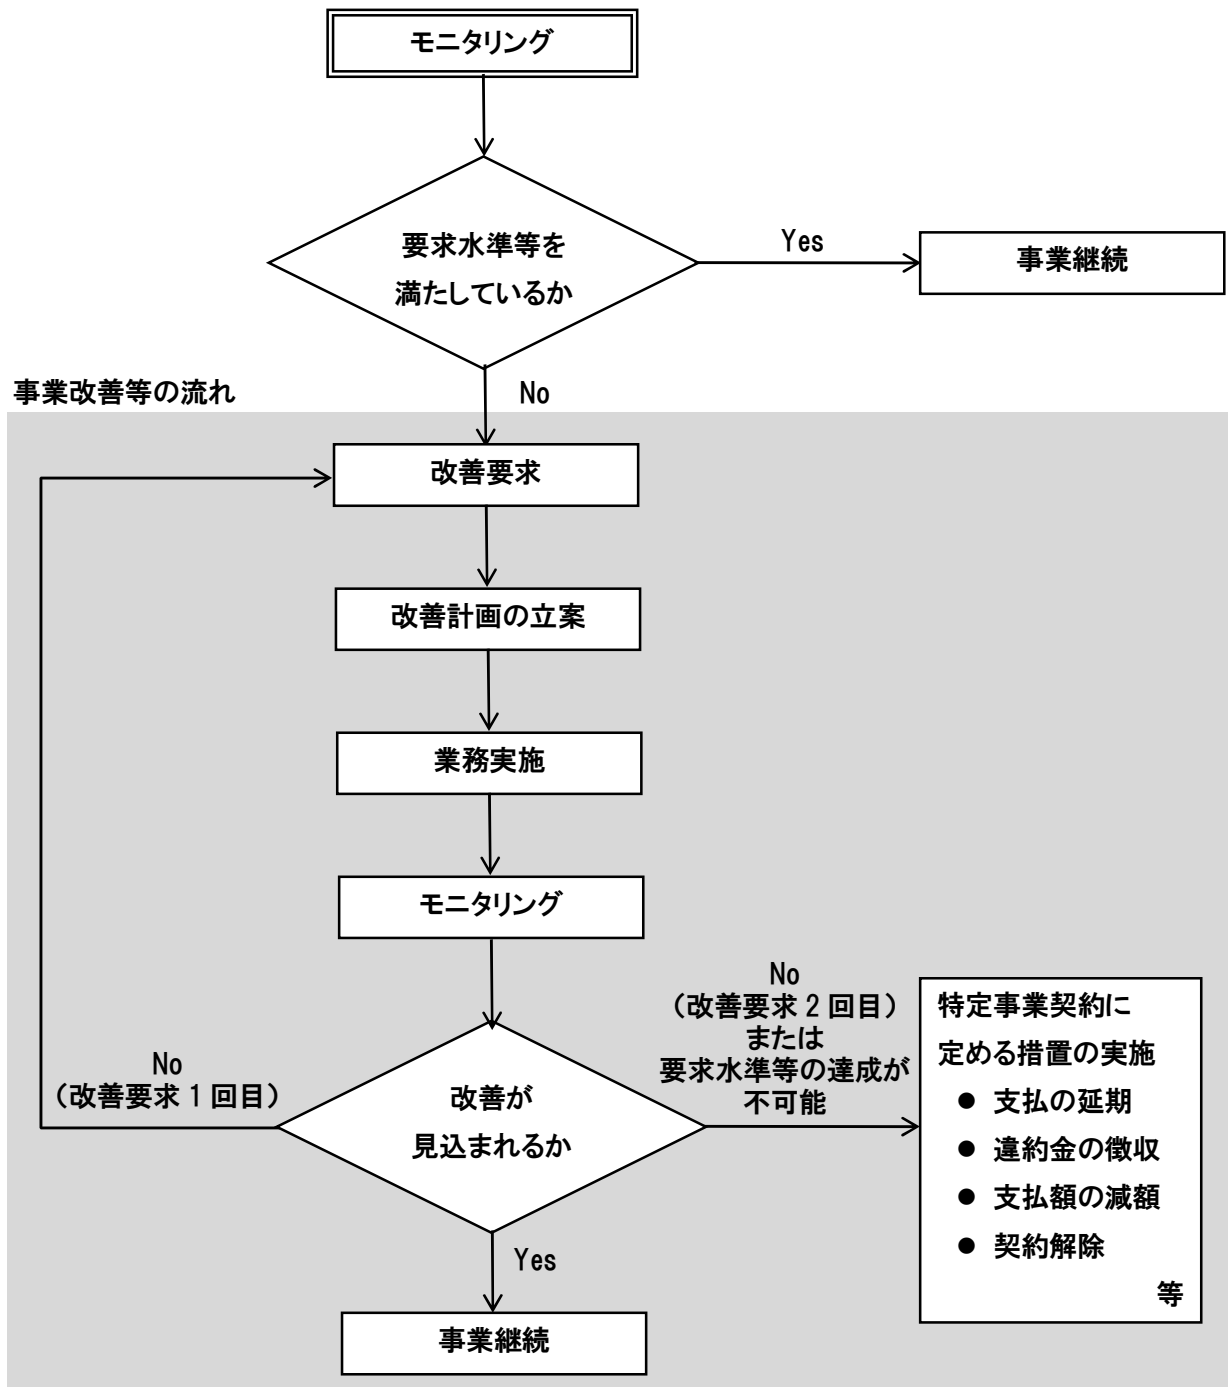 モニタリング
要求水準等を
満たしているか
Yes
事業継続
事業改善等の流れ
No
改善要求
改善計画の立案
業務実施
モニタリング
No
（改善要求 1 回目）
改善が
見込まれるか
No
（改善要求 2 回目）
または
要求水準等の達成が
不可能
特定事業契約に
定める措置の実施
● 支払の延期
● 違約金の徴収
● 支払額の減額
● 契約解除
等
Yes
事業継続